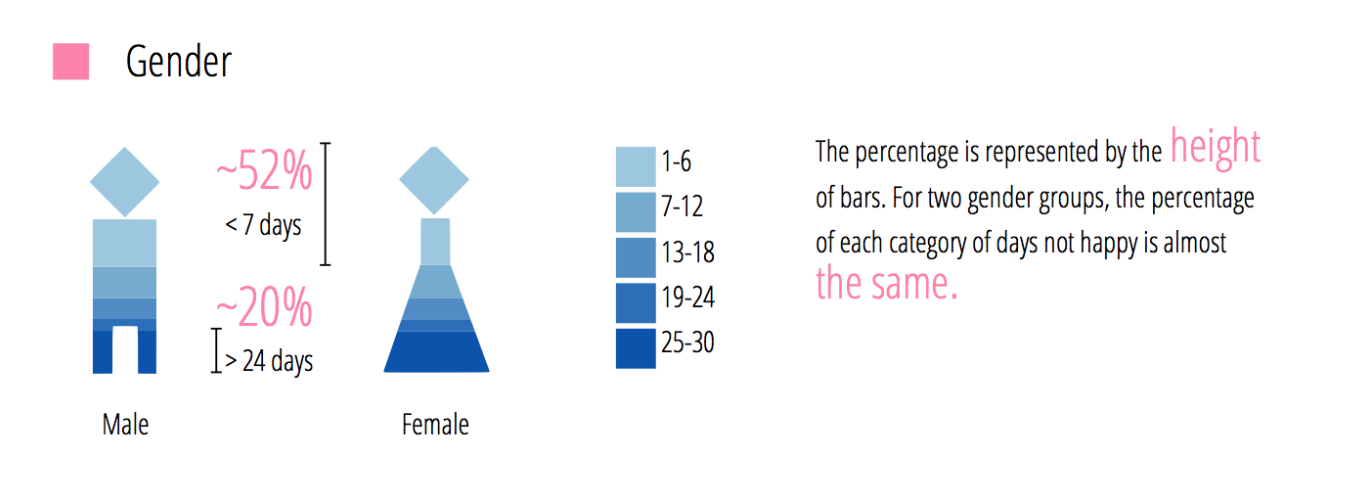 Gender
~52%
< 7 days
~20%
> 24 days
Male
Female
1-6
7-12
13-18
19-24
25-30
The percentage is represented by the height
of bars. For two gender groups, the percentage
of each category of days not happy is almost
the same.